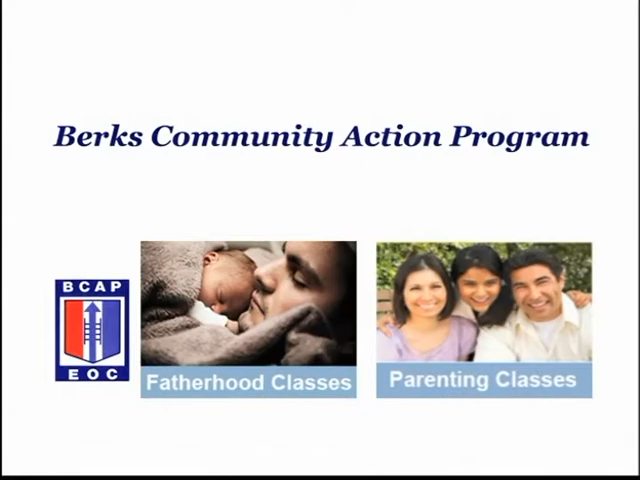 Berks Community Action Program
BCAP
EOC
Fatherhood Classes
Parenting Classes